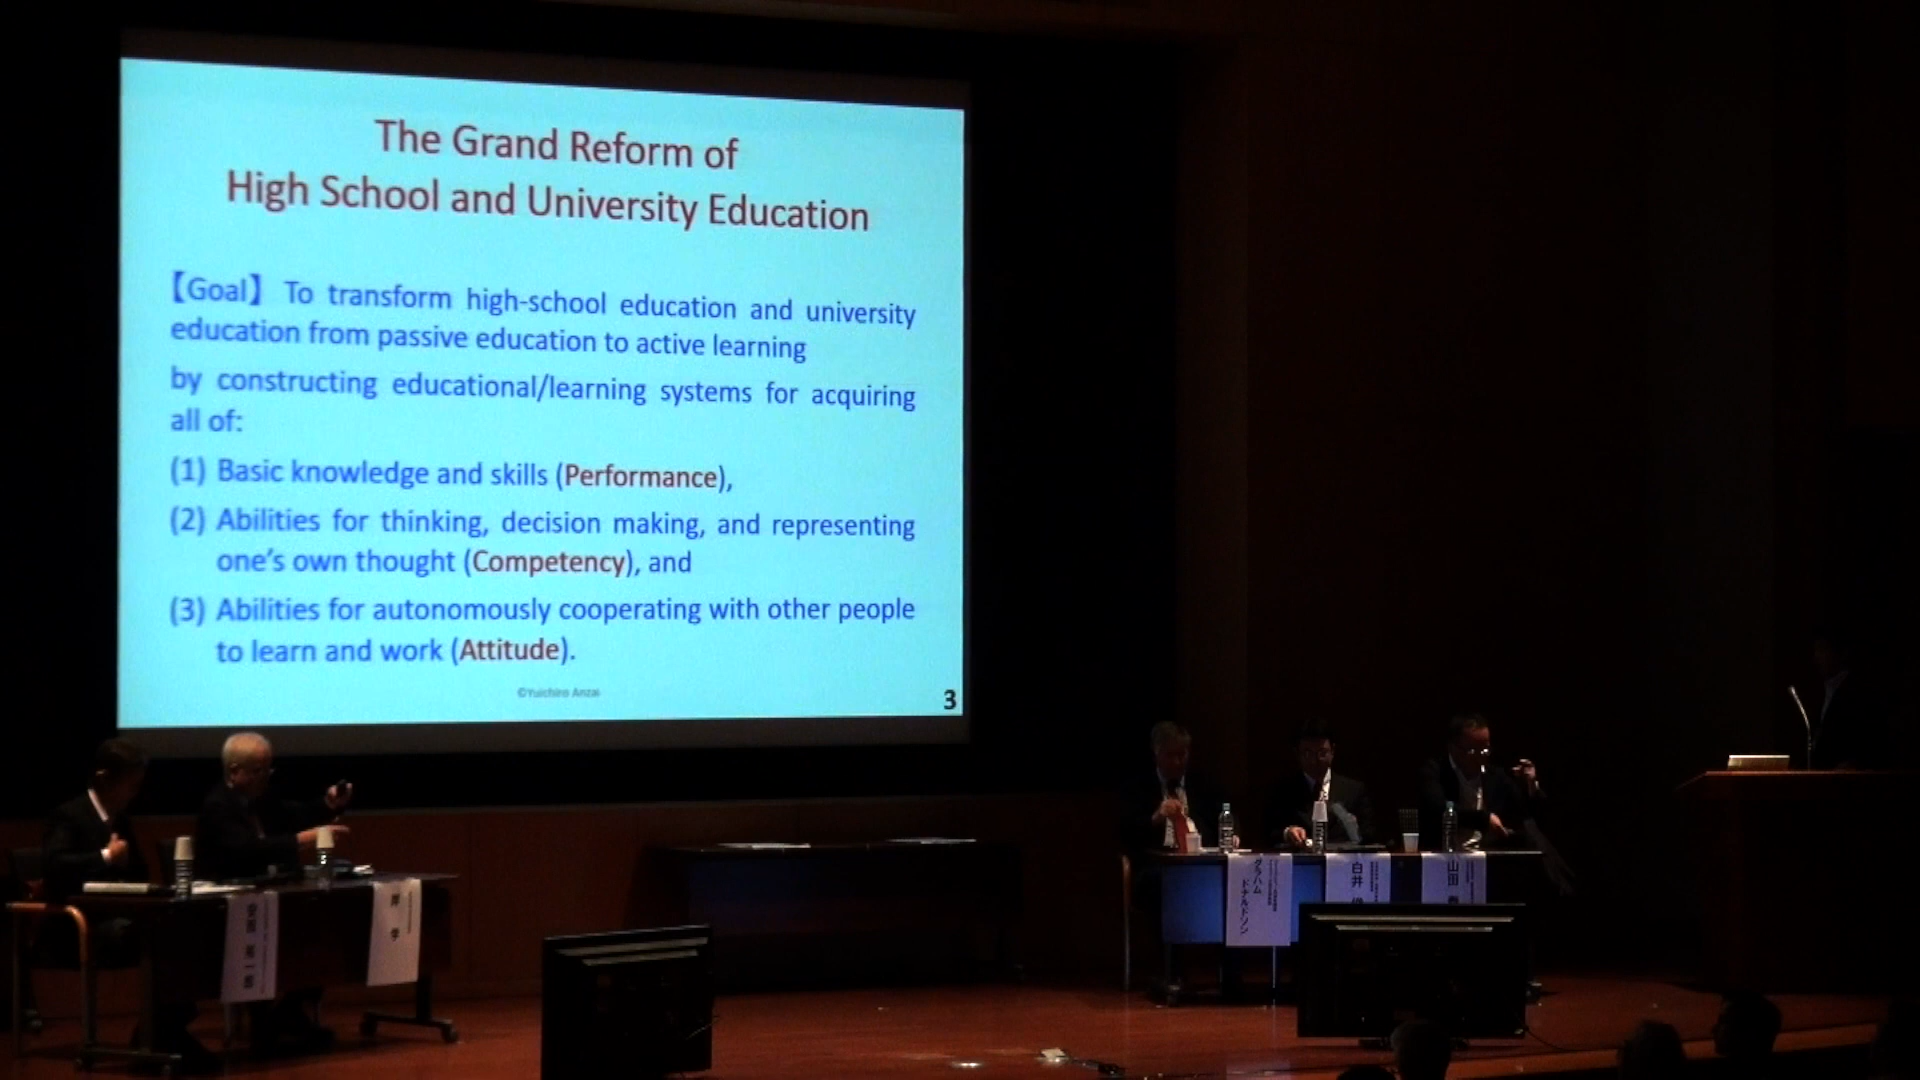 The Grand Reform of
High School and University Education
【Goal】 To transform high-school education and university
education from passive education to active learning
by constructing educational/learning systems for acquiring
all of:
(1) Basic knowledge and skills (Performance),
(2) Abilities for thinking, decision making, and representing
one's own thought (Competency), and
(3) Abilities for autonomously cooperating with other people
to learn and work (Attitude).
©Yuichiro Anzai
3
グラハム
ドナルドソン
白井
山田
岸 学